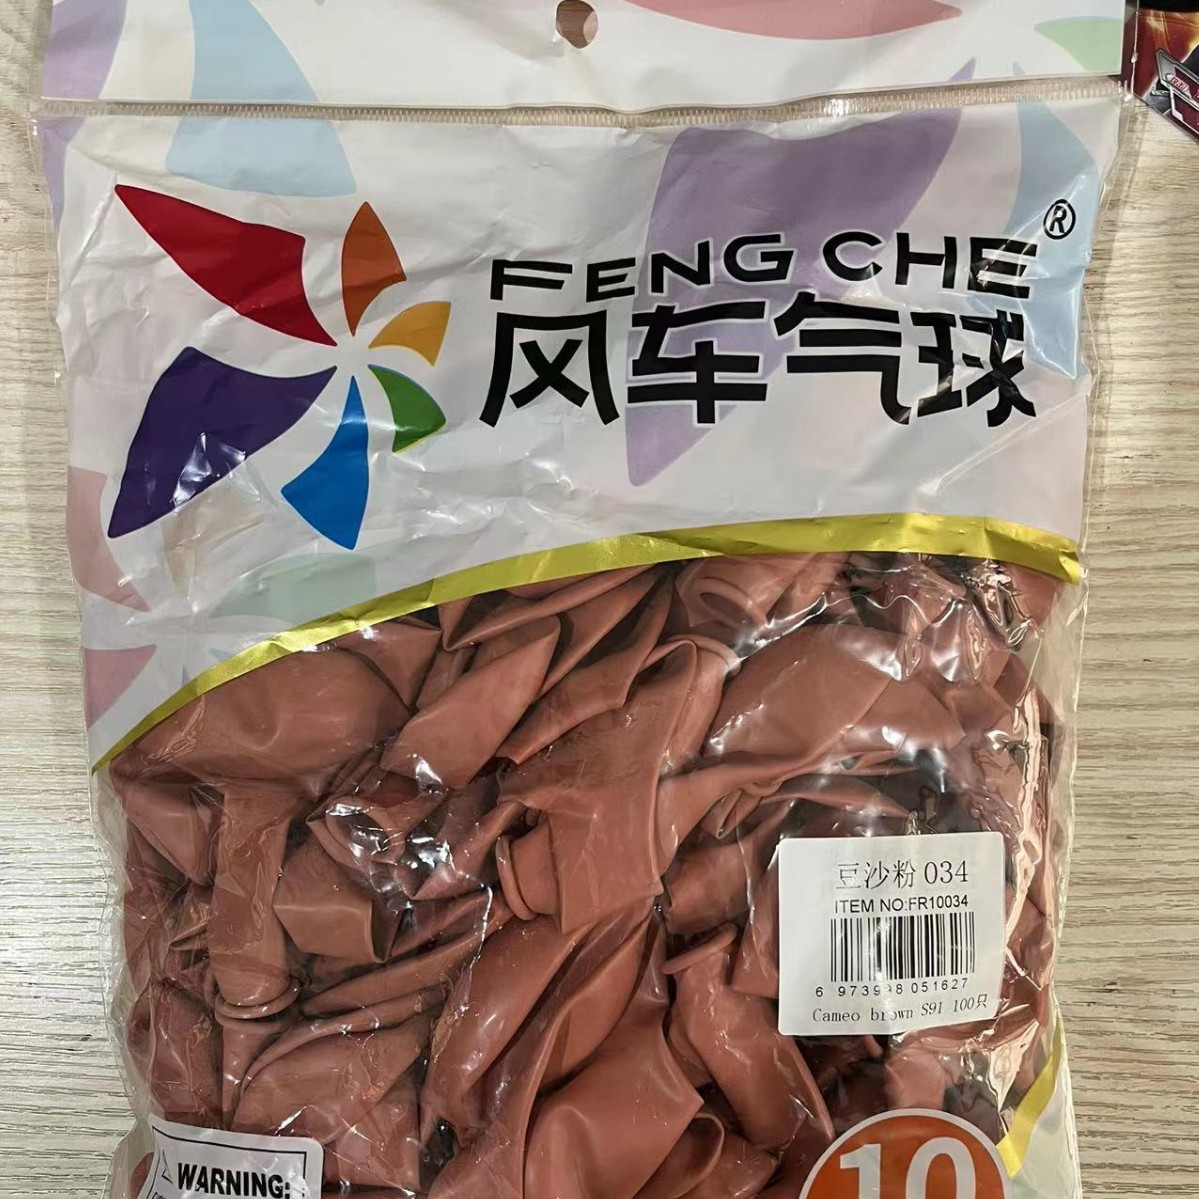 FENG CHE®
风车气球
豆沙粉 034
ITEM NO:FR10034
6 973998 051627
Cameo brown S91 100只
WARNING:
10